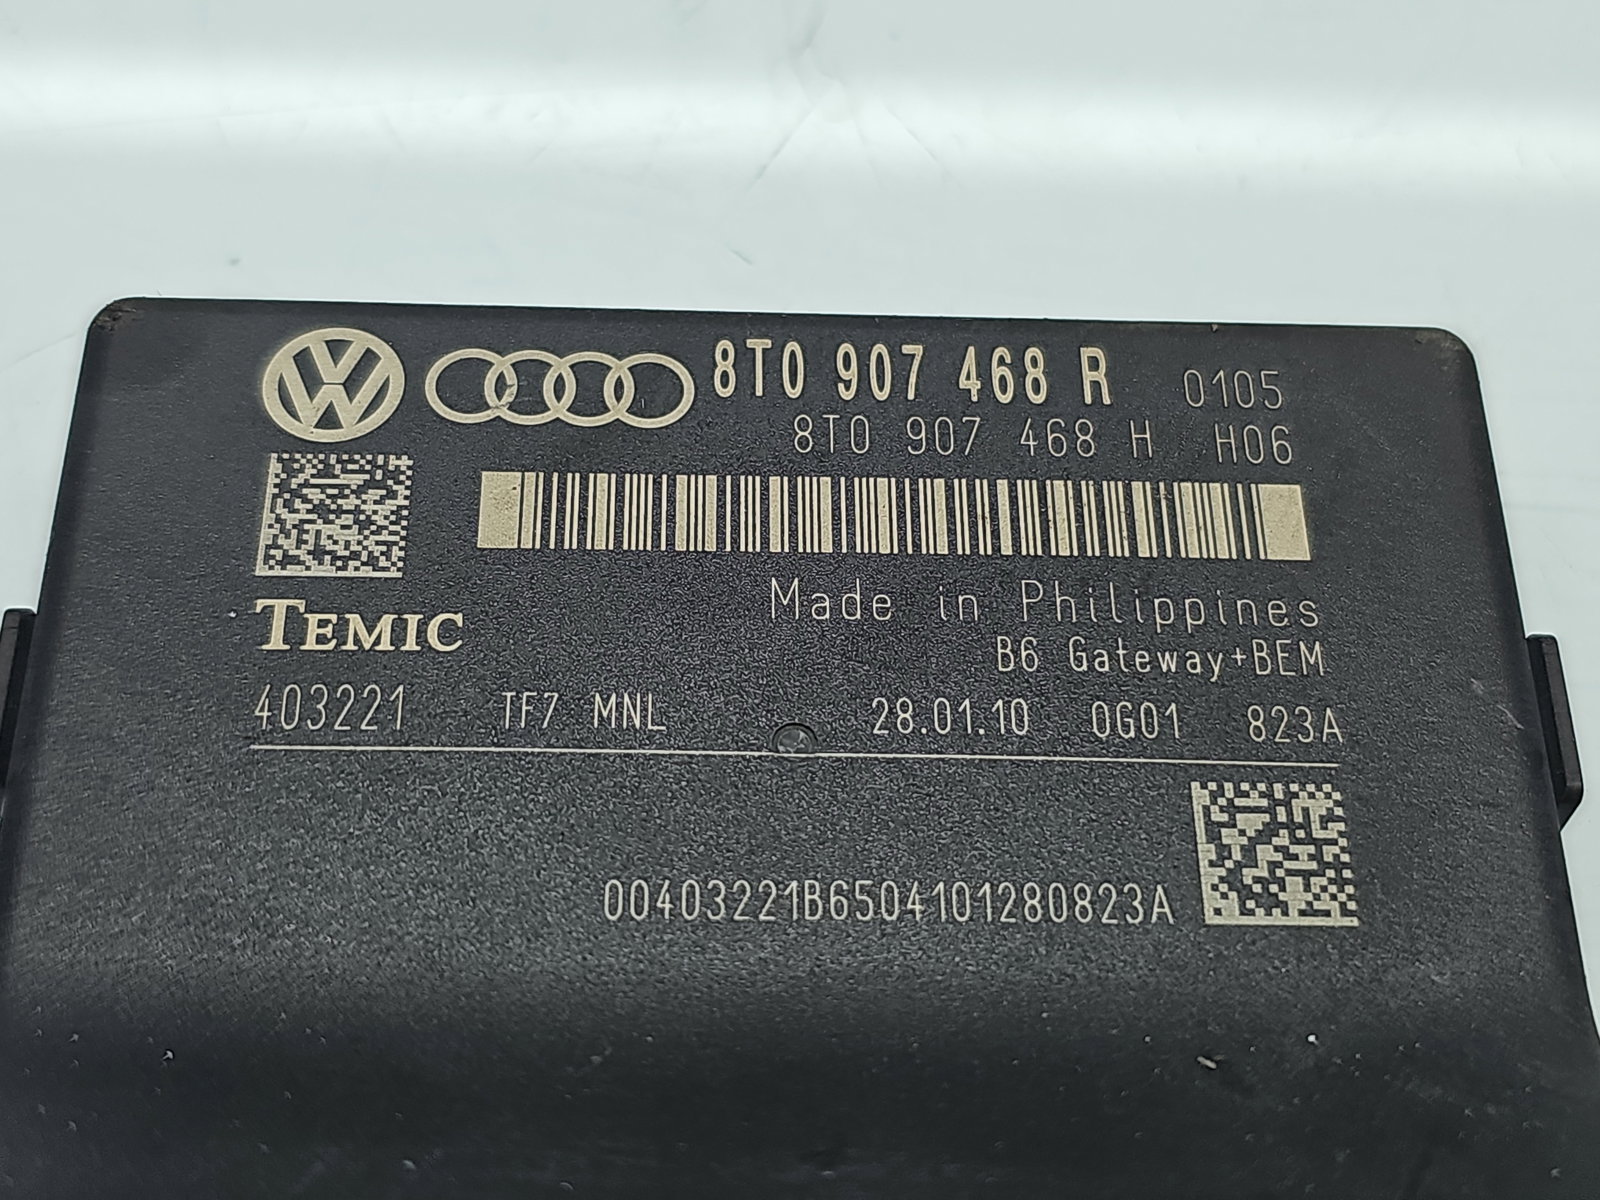 8T0 907 468 R 0105
8T0 907 468 H H06
Made in Philippines
TEMIC
B6 Gateway+BEM
403221 TF7 MNL 28.01.10 0G01 823A
00403221B6504101280823A